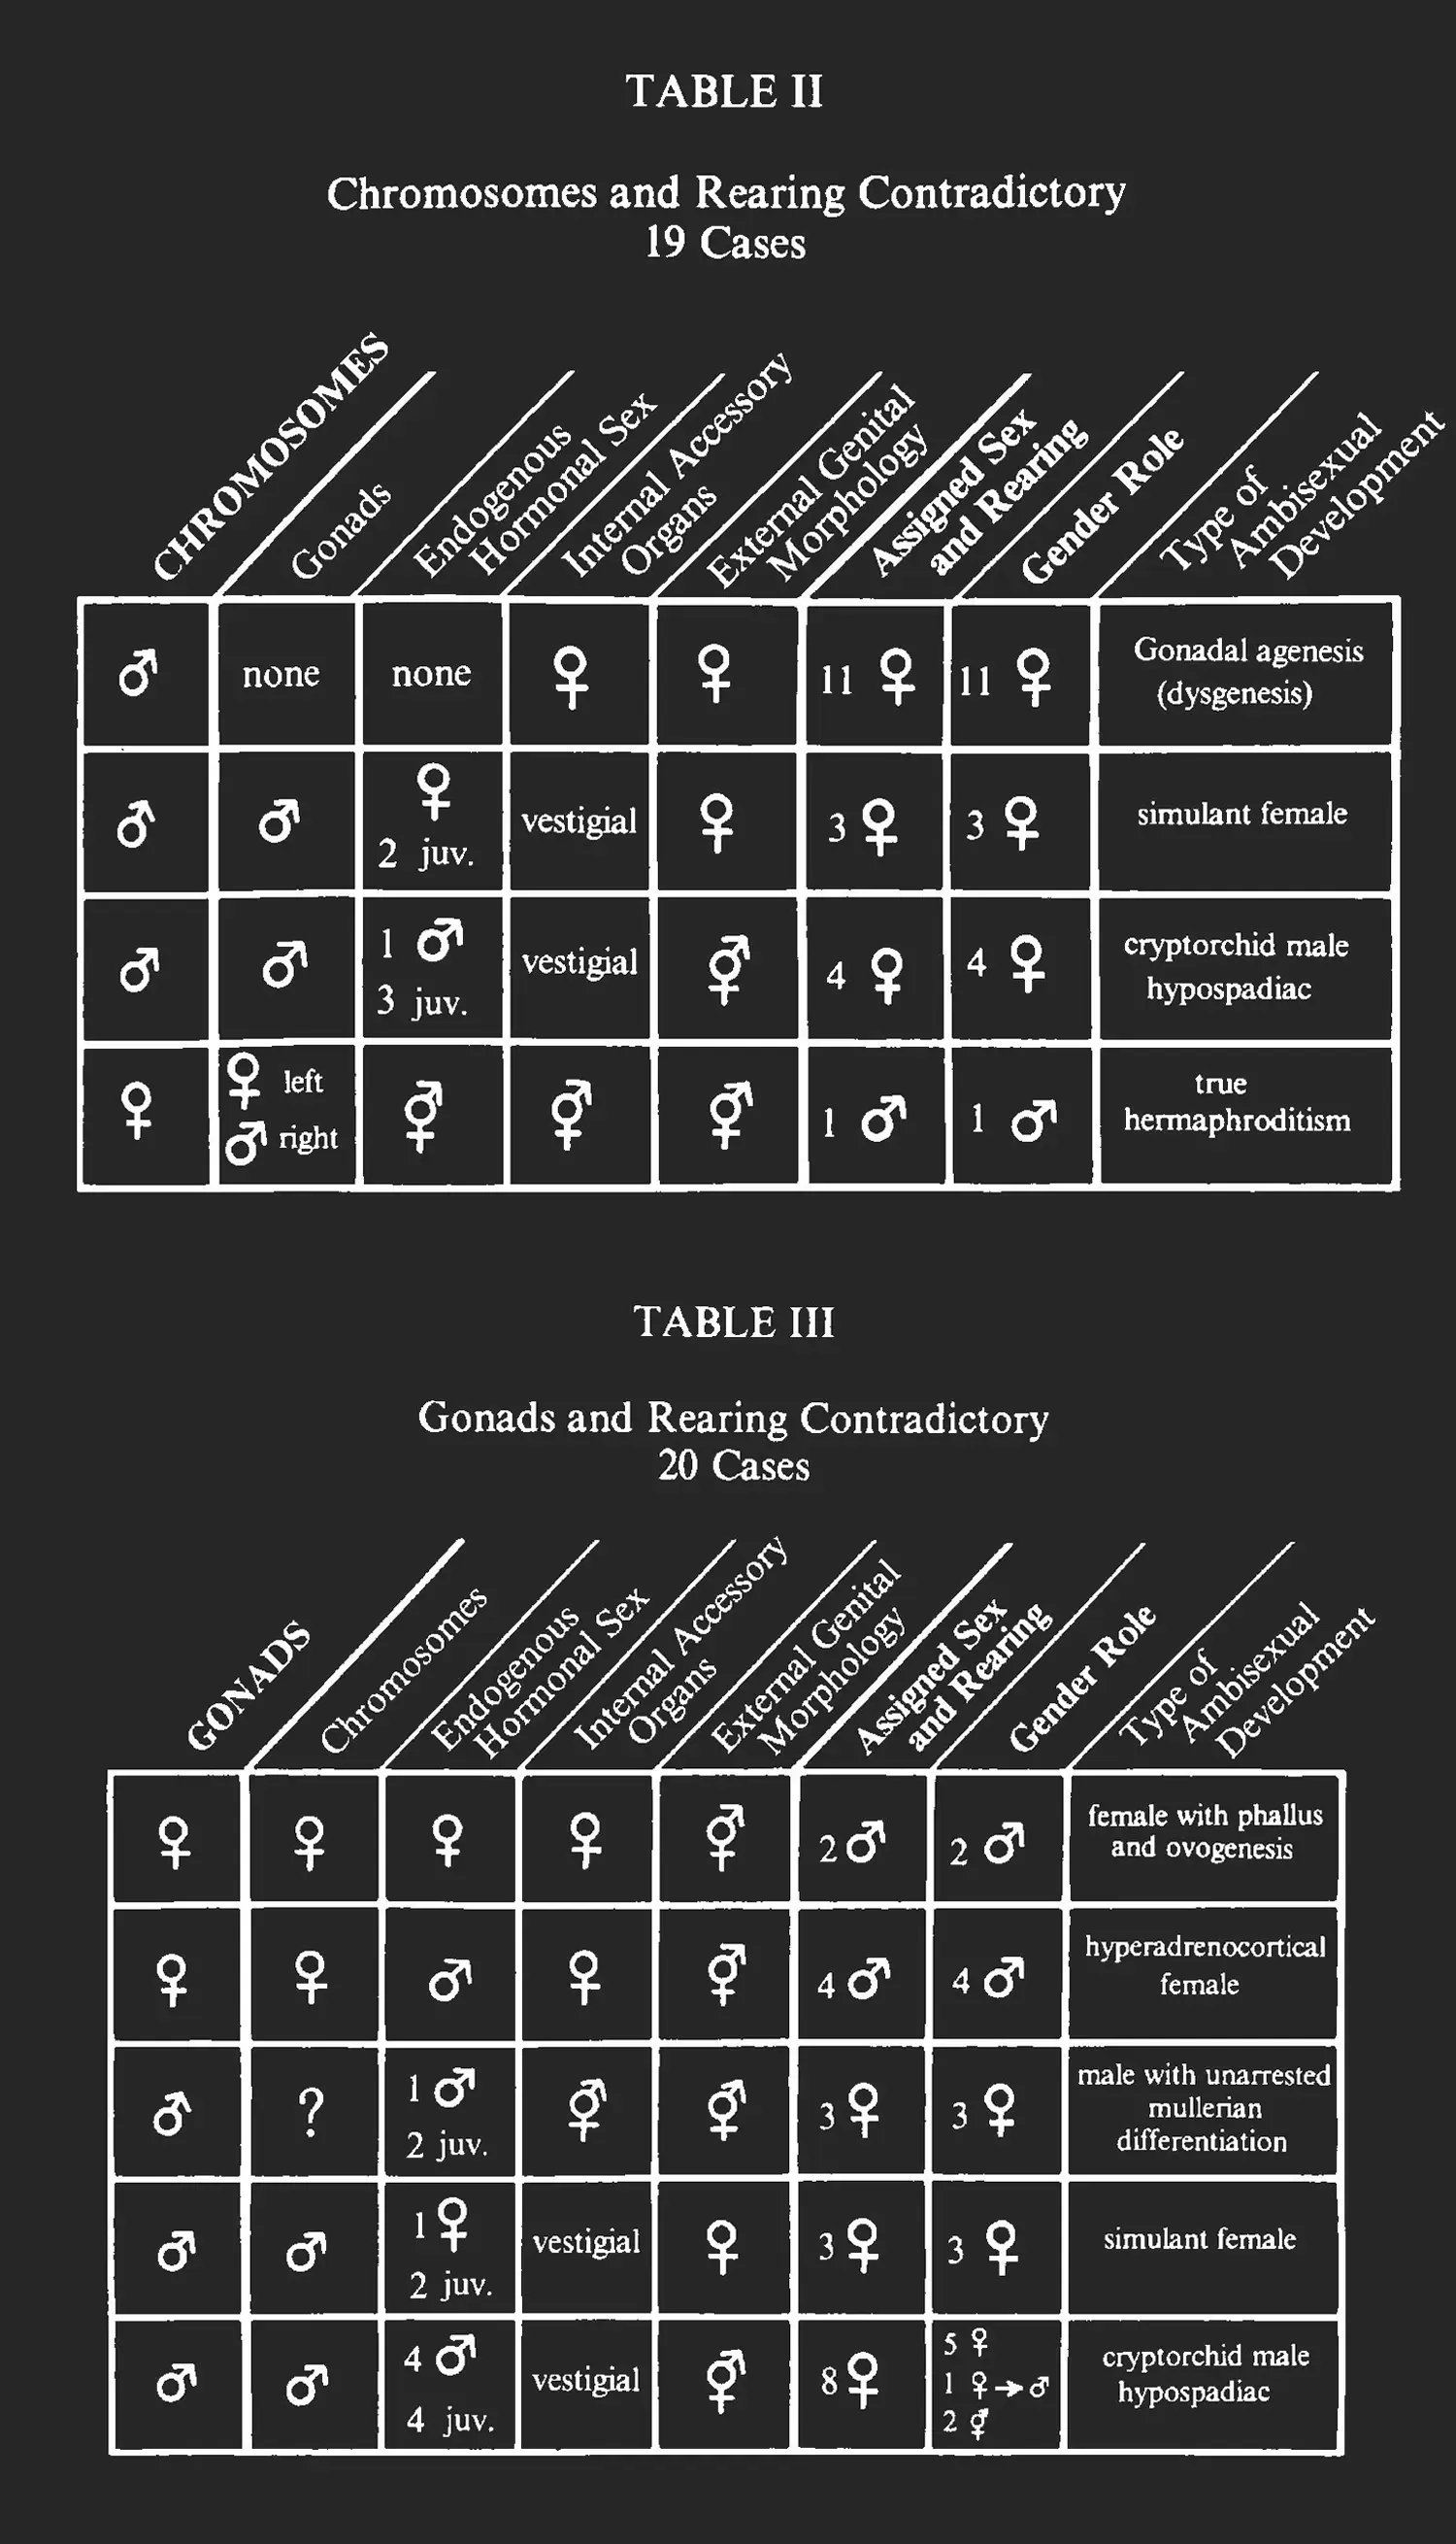 TABLE II
Chromosomes and Rearing Contradictory
19 Cases
CHROMOSOMES
Gonads
Endogenous
Hormonal Sex
Internal Accessory
Organs
External Genital
Morphology
Assigned Sex
and Rearing
Gender Role
Type of
Ambisexual
Development
♂ none none ♀ ♀ 11 ♀ 11 ♀ Gonadal agenesis
(dysgenesis)
♂ ♂ ♀ vestigial ♀ 3 ♀ 3 ♀ simulant female
2 juv.
♂ ♂ 1 ♂ vestigial ⚥ 4 ♀ 4 ♀ cryptorchid male
3 juv. hypospadiac
♀ ♀ left ⚥ ⚥ ⚥ 1 ♂ 1 ♂ true
♂ right hermaphroditism
TABLE III
Gonads and Rearing Contradictory
20 Cases
GONADS
Chromosomes
Endogenous
Hormonal Sex
Internal Accessory
Organs
External Genital
Morphology
Assigned Sex
and Rearing
Gender Role
Type of
Ambisexual
Development
♀ ♀ ♀ ♀ ⚥ 2 ♂ 2 ♂ female with phallus
and ovogenesis
♀ ♀ ♂ ♀ ⚥ 4 ♂ 4 ♂ hyperadrenocortical
female
♂ ? 1 ♂ ⚥ ⚥ 3 ♀ 3 ♀ male with unarrested
2 juv. mullerian
differentiation
♂ ♂ 1 ♀ vestigial ♀ 3 ♀ 3 ♀ simulant female
2 juv.
♂ ♂ 4 ♂ vestigial ⚥ 8 ♀ 5 ♀ cryptorchid male
1 ♀→♂ hypospadiac
4 juv. 2 ⚥